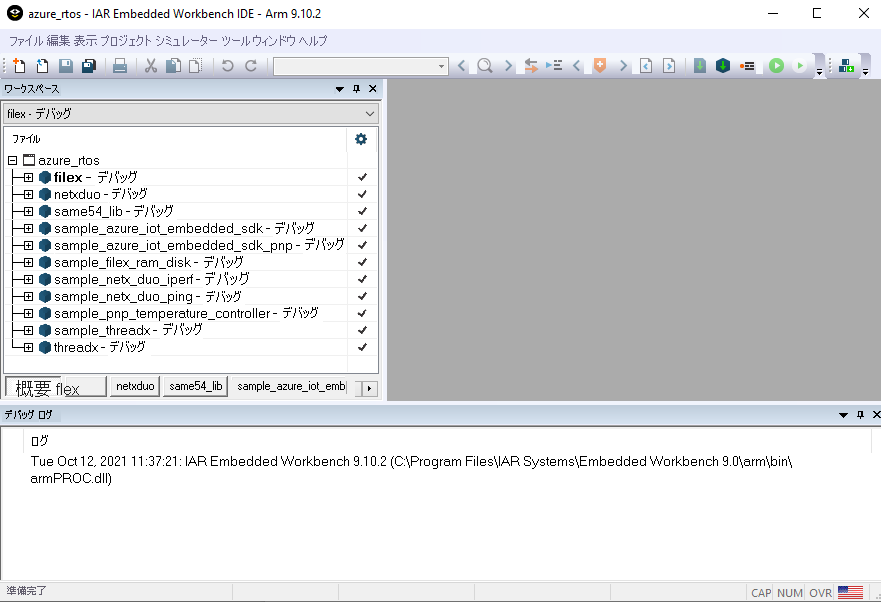 azure_rtos - IAR Embedded Workbench IDE - Arm 9.10.2
ファイル 編集 表示 プロジェクト シミュレーター ツール ウィンドウ ヘルプ
ワークスペース
filex - デバッグ
ファイル
azure_rtos
filex - デバッグ
netxduo - デバッグ
same54_lib - デバッグ
sample_azure_iot_embedded_sdk - デバッグ
sample_azure_iot_embedded_sdk_pnp - デバッグ
sample_filex_ram_disk - デバッグ
sample_netx_duo_iperf - デバッグ
sample_netx_duo_ping - デバッグ
sample_pnp_temperature_controller - デバッグ
sample_threadx - デバッグ
threadx - デバッグ
概要 flex netxduo same54_lib sample_azure_iot_emb
デバッグ ログ
ログ
Tue Oct 12, 2021 11:37:21: IAR Embedded Workbench 9.10.2 (C:\Program Files\IAR Systems\Embedded Workbench 9.0\arm\bin\
armPROC.dll)
準備完了 CAP NUM OVR